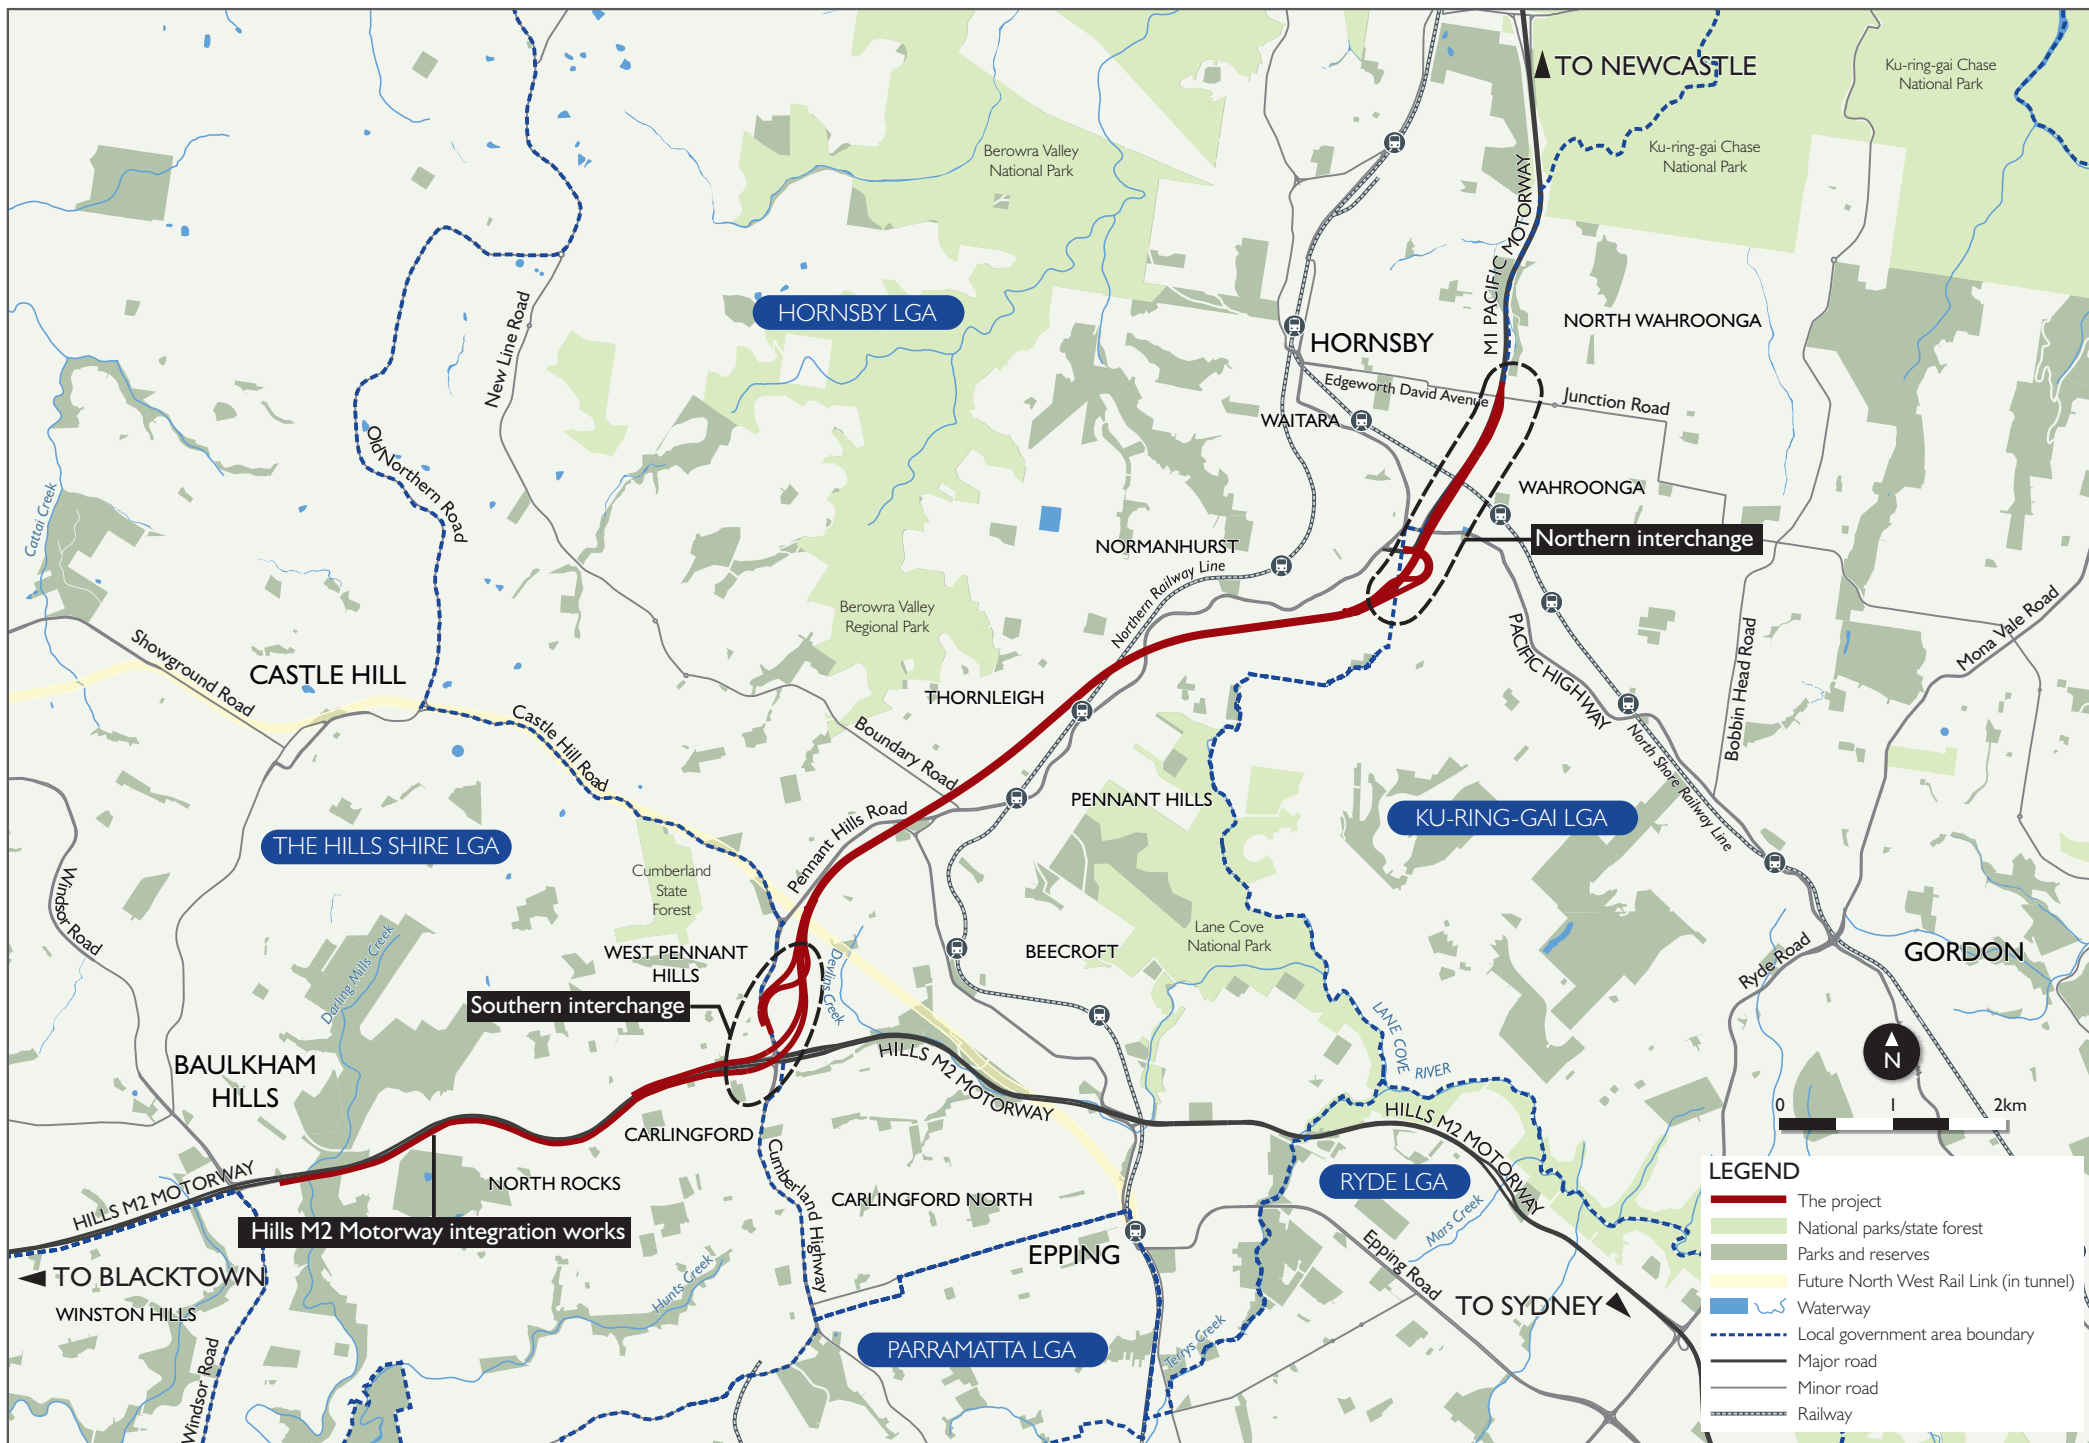 TO NEWCASTLE
Ku-ring-gai Chase
National Park
Ku-ring-gai Chase
National Park
Berowra Valley
National Park
M1 PACIFIC MOTORWAY
HORNSBY LGA
NORTH WAHROONGA
New Line Road
HORNSBY
Edgeworth David Avenue
Junction Road
WAITARA
Old Northern Road
WAHROONGA
Cattai Creek
Northern interchange
NORMANHURST
Northern Railway Line
Berowra Valley
Regional Park
Showground Road
CASTLE HILL
PACIFIC HIGHWAY
Bobbin Head Road
Mona Vale Road
THORNLEIGH
Castle Hill Road
Boundary Road
North Shore Railway Line
PENNANT HILLS
Pennant Hills Road
KU-RING-GAI LGA
THE HILLS SHIRE LGA
Cumberland
State
Forest
Windsor Road
Lane Cove
National Park
WEST PENNANT
HILLS
BEECROFT
Darling Mills Creek
Devlins Creek
Ryde Road
GORDON
Southern interchange
LANE COVE
RIVER
BAULKHAM
HILLS
HILLS M2 MOTORWAY
N
0
1
2km
HILLS M2 MOTORWAY
CARLINGFORD
Cumberland Highway
NORTH ROCKS
HILLS M2 MOTORWAY
CARLINGFORD NORTH
RYDE LGA
Mars Creek
Hills M2 Motorway integration works
EPPING
Epping Road
TO BLACKTOWN
WINSTON HILLS
Hunts Creek
TO SYDNEY
Windsor Road
PARRAMATTA LGA
Terrys Creek
LEGEND
The project
National parks/state forest
Parks and reserves
Future North West Rail Link (in tunnel)
Waterway
Local government area boundary
Major road
Minor road
Railway